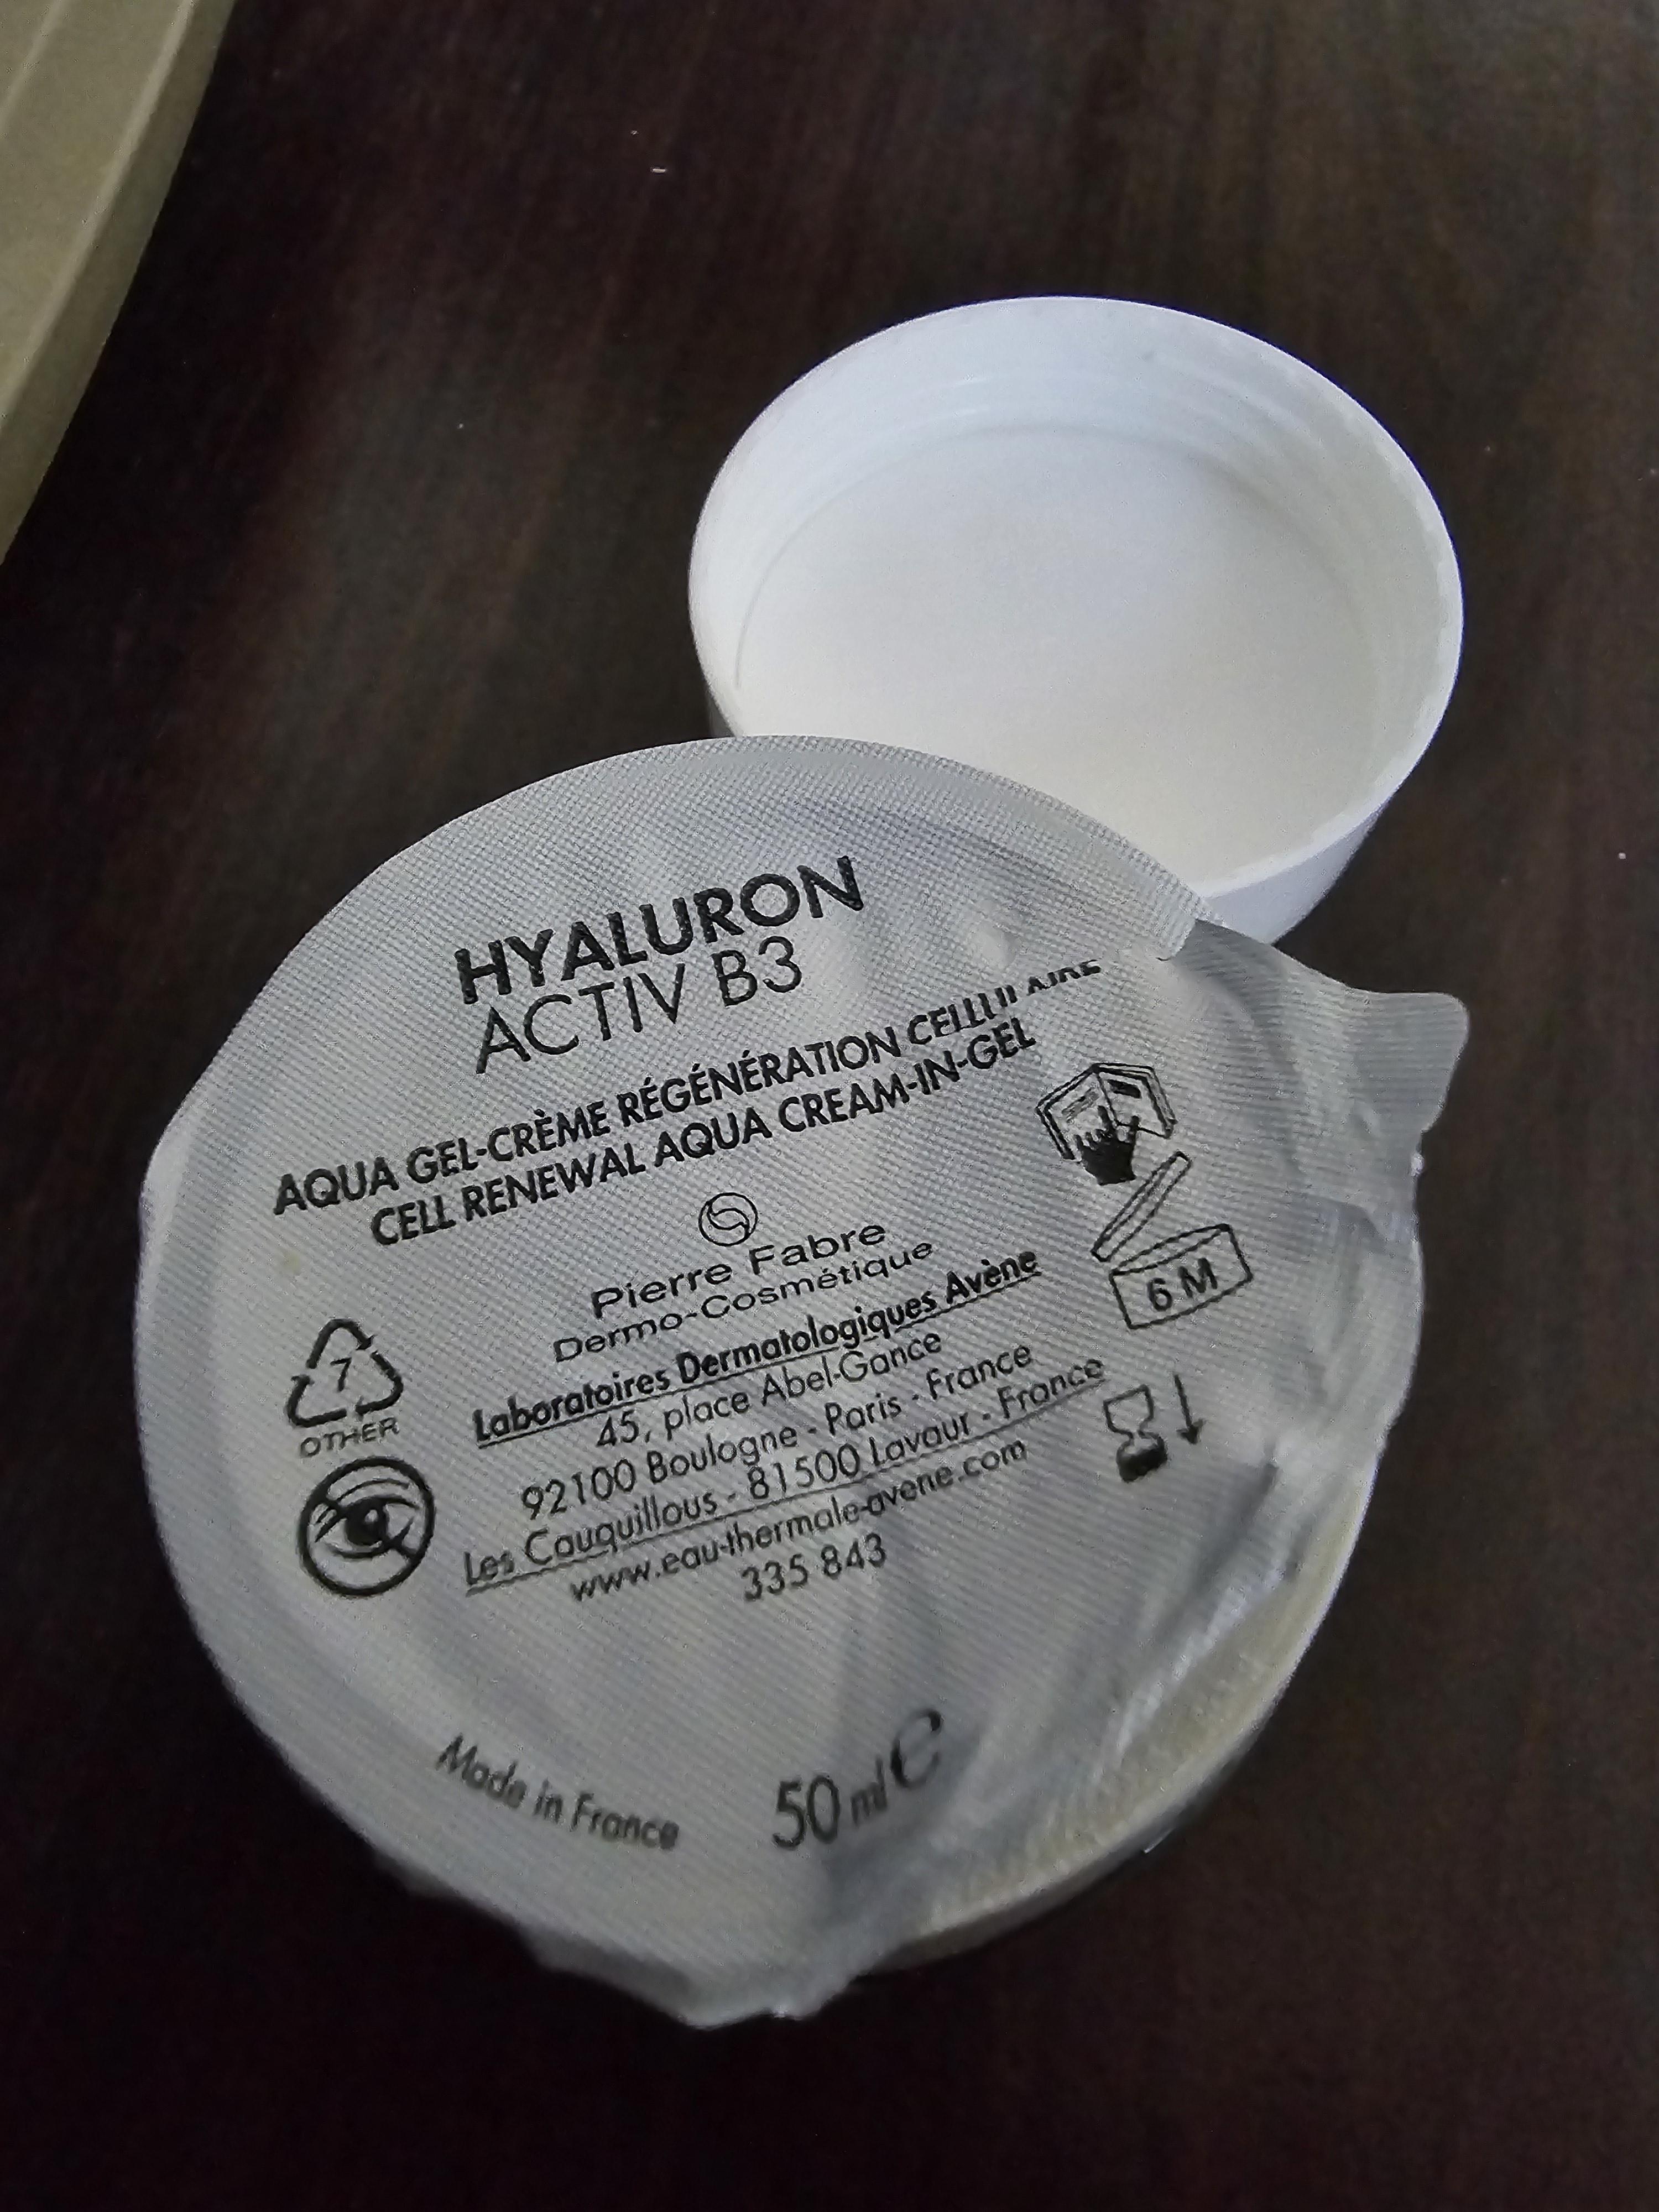 HYALURON
ACTIV B3
AQUA GEL-CRÈME RÉGÉNÉRATION CELLULAIRE
CELL RENEWAL AQUA CREAM-IN-GEL
Pierre Fabre
Dermo-Cosmétique
Laboratoires Dermatologiques Avène
45, place Abel-Gance
92100 Boulogne - Paris - France
Les Cauquillous - 81500 Lavaur - France
www.eau-thermale-avene.com
335 843
6 M
7
OTHER
Made in France
50 ml e